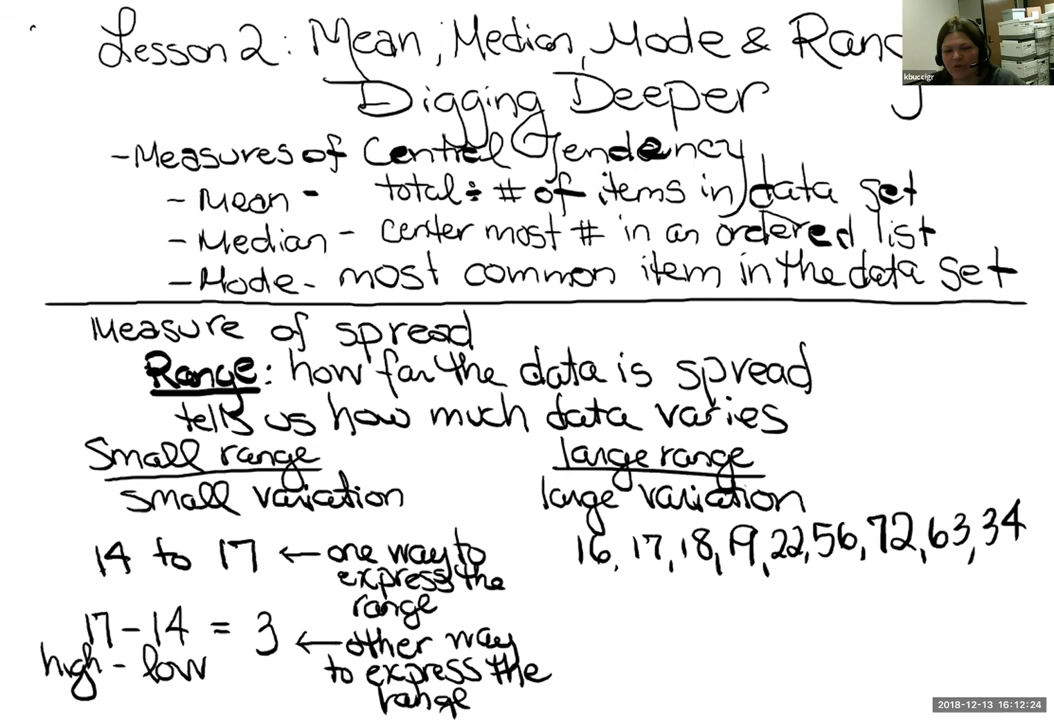 Lesson 2: Mean, Median, Mode & Rang
Digging Deeper
kbuccigr
- Measures of Central Tendency
- Mean - total ÷ # of items in data set
- Median - center most # in an ordered list
- Mode - most common item in the data set
Measure of spread
Range: how far the data is spread
tells us how much data varies
Small range
small variation
large range
large variation
14 to 17 ← one way to
express the
range
16, 17, 18, 19, 22, 56, 72, 63, 34
17 - 14 = 3 ← other way
high - low
to express the
range
2018-12-13 16:12:24